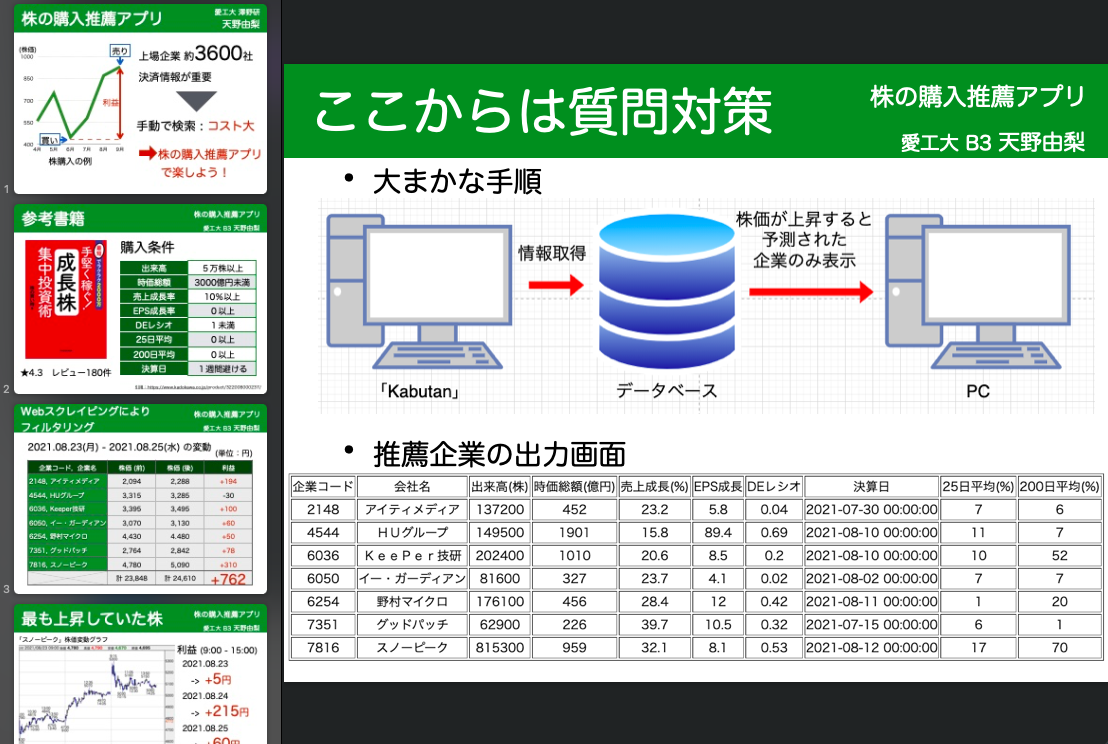 株の購入推薦アプリ
愛工大 澤野研
天野由梨
(株価)
1000
850
700
550
400
4月 5月 6月 7月 8月 9月
売り
利益
買い
株購入の例
上場企業 約3600社
決済情報が重要
手動で検索：コスト大
株の購入推薦アプリ
で楽しよう！
1
参考書籍
株の購入推薦アプリ
愛工大 B3 天野由梨
手軽く稼ぐ！
成長株
集中投資術
購入条件
出来高 5万株以上
時価総額 3000億円未満
売上成長率 10%以上
EPS成長率 0以上
DEレシオ 1未満
25日平均 0以上
200日平均 0以上
決算日 1週間避ける
★4.3 レビュー180件
2
Webスクレイピングにより
フィルタリング
株の購入推薦アプリ
愛工大 B3 天野由梨
2021.08.23(月) - 2021.08.25(水) の変動
(単位：円)
企業コード, 企業名 株価 (前) 株価 (後) 利益
2148, アイティメディア 2,094 2,288 +194
4544, HUグループ 3,315 3,285 -30
6036, Keeper技研 3,395 3,495 +100
6050, イー・ガーディアン 3,070 3,130 +60
6254, 野村マイクロ 4,430 4,480 +50
7351, グッドパッチ 2,764 2,842 +78
7816, スノーピーク 4,780 5,090 +310
計 23,848 計 24,610 +762
3
最も上昇していた株
株の購入推薦アプリ
愛工大 B3 天野由梨
「スノーピーク」株価変動グラフ
利益 (9:00 - 15:00)
2021.08.23
-> +5円
2021.08.24
-> +215円
2021.08.25
-> +60円
ここからは質問対策
株の購入推薦アプリ
愛工大 B3 天野由梨
• 大まかな手順
情報取得
株価が上昇すると
予測された
企業のみ表示
「Kabutan」
データベース
PC
• 推薦企業の出力画面
企業コード 会社名 出来高(株) 時価総額(億円) 売上成長(%) EPS成長 DEレシオ 決算日 25日平均(%) 200日平均(%)
2148 アイティメディア 137200 452 23.2 5.8 0.04 2021-07-30 00:00:00 7 6
4544 ＨＵグループ 149500 1901 15.8 89.4 0.69 2021-08-10 00:00:00 11 7
6036 ＫｅｅＰｅｒ技研 202400 1010 20.6 8.5 0.2 2021-08-10 00:00:00 10 52
6050 イー・ガーディアン 81600 327 23.7 4.1 0.02 2021-08-02 00:00:00 7 7
6254 野村マイクロ 176100 456 28.4 12 0.42 2021-08-11 00:00:00 1 20
7351 グッドパッチ 62900 226 39.7 10.5 0.32 2021-07-15 00:00:00 6 1
7816 スノーピーク 815300 959 32.1 8.1 0.53 2021-08-12 00:00:00 17 70